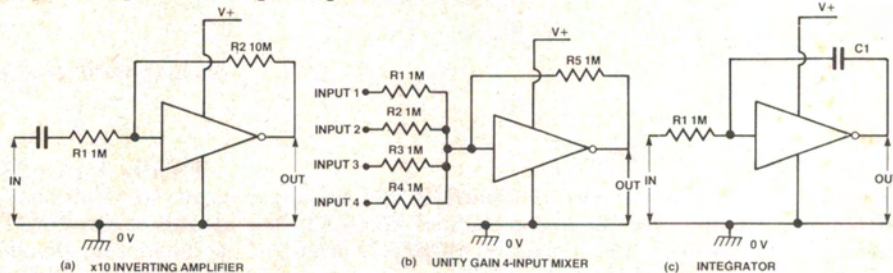 V+
R2 10M
R1 1M
IN
OUT
0 V
(a) x10 INVERTING AMPLIFIER
V+
R5 1M
R1 1M
INPUT 1
R2 1M
INPUT 2
R3 1M
INPUT 3
R4 1M
INPUT 4
OUT
0 V
(b) UNITY GAIN 4-INPUT MIXER
V+
C1
R1 1M
IN
OU
0 V
(c) INTEGRATOR